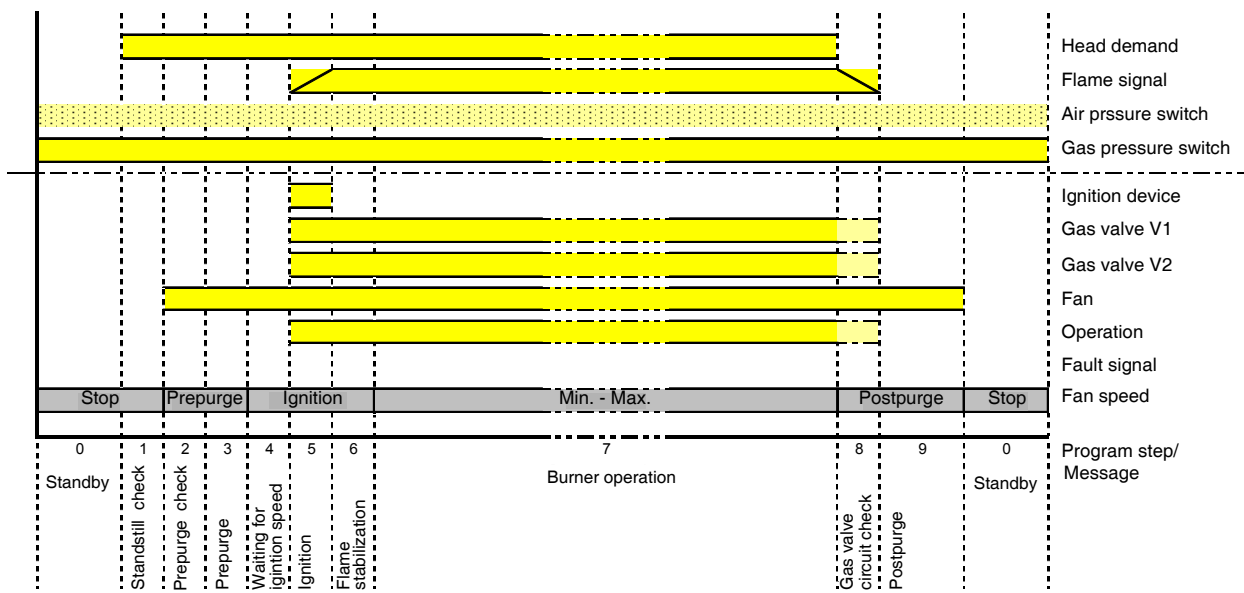 Head demand
Flame signal
Air prssure switch
Gas pressure switch
Ignition device
Gas valve V1
Gas valve V2
Fan
Operation
Fault signal
Stop Prepurge Ignition Min. - Max. Postpurge Stop Fan speed
0 1 2 3 4 5 6 7 8 9 0 Program step/
Message
Standby
Standstill check
Prepurge check
Prepurge
Waiting for
igintion speed
Ignition
Flame
stabilization
Burner operation
Gas valve
circuit check
Postpurge
Standby